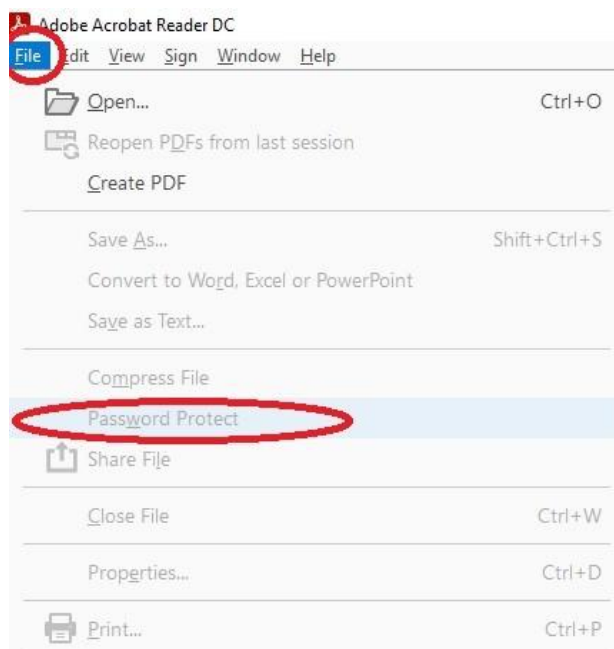 Adobe Acrobat Reader DC
File Edit View Sign Window Help
Open... Ctrl+O
Reopen PDFs from last session
Create PDF
Save As... Shift+Ctrl+S
Convert to Word, Excel or PowerPoint
Save as Text...
Compress File
Password Protect
Share File
Close File Ctrl+W
Properties... Ctrl+D
Print... Ctrl+P